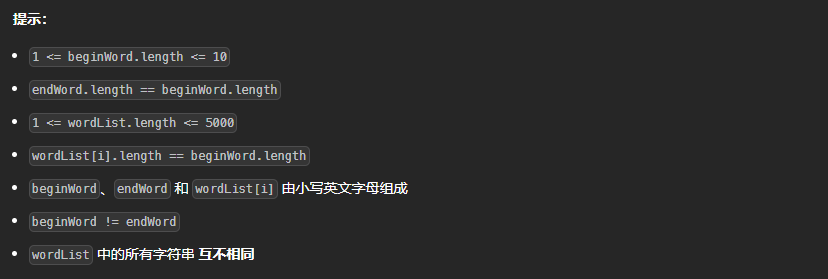 提示：
1 <= beginWord.length <= 10
endWord.length == beginWord.length
1 <= wordList.length <= 5000
wordList[i].length == beginWord.length
beginWord、endWord 和 wordList[i] 由小写英文字母组成
beginWord != endWord
wordList 中的所有字符串 互不相同